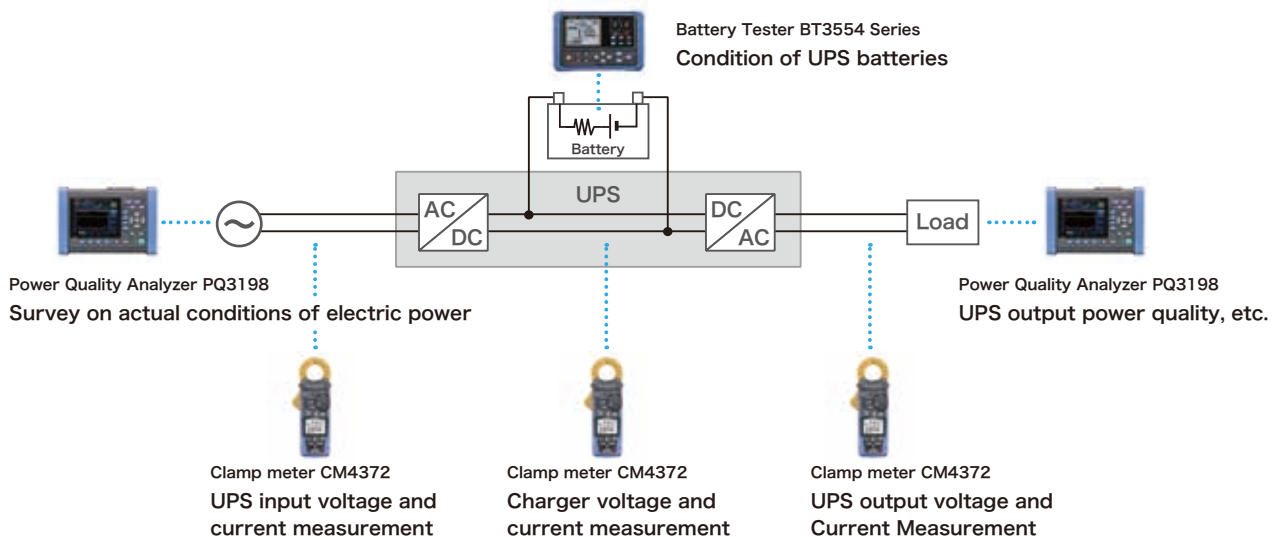 Battery Tester BT3554 Series
Condition of UPS batteries
Battery
UPS
AC
DC
DC
AC
Load
Power Quality Analyzer PQ3198
Survey on actual conditions of electric power
Power Quality Analyzer PQ3198
UPS output power quality, etc.
Clamp meter CM4372
UPS input voltage and
current measurement
Clamp meter CM4372
Charger voltage and
current measurement
Clamp meter CM4372
UPS output voltage and
Current Measurement